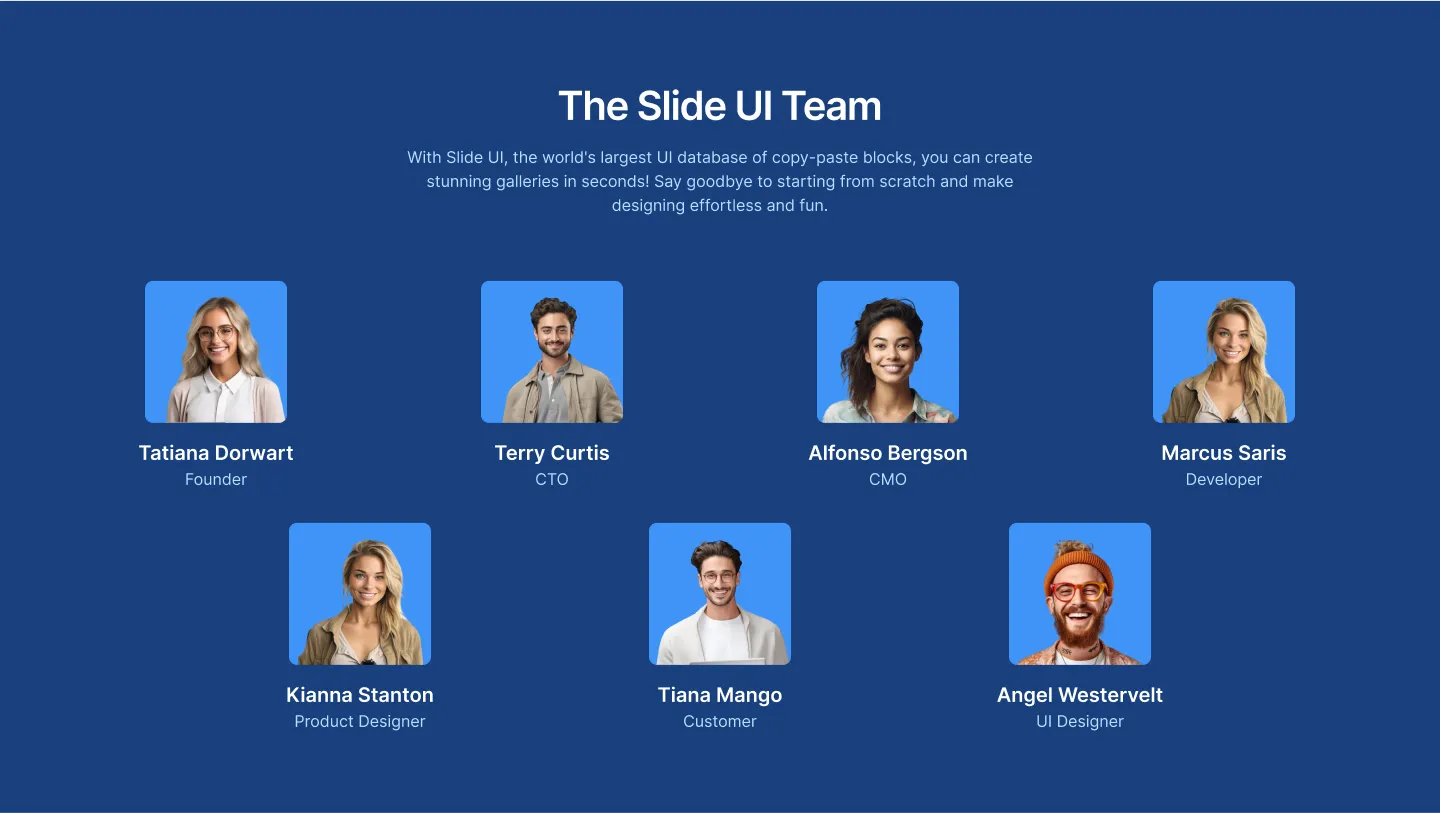 The Slide UI Team
With Slide UI, the world's largest UI database of copy-paste blocks, you can create
stunning galleries in seconds! Say goodbye to starting from scratch and make
designing effortless and fun.
Tatiana Dorwart
Founder
Terry Curtis
CTO
Alfonso Bergson
CMO
Marcus Saris
Developer
Kianna Stanton
Product Designer
Tiana Mango
Customer
Angel Westervelt
UI Designer